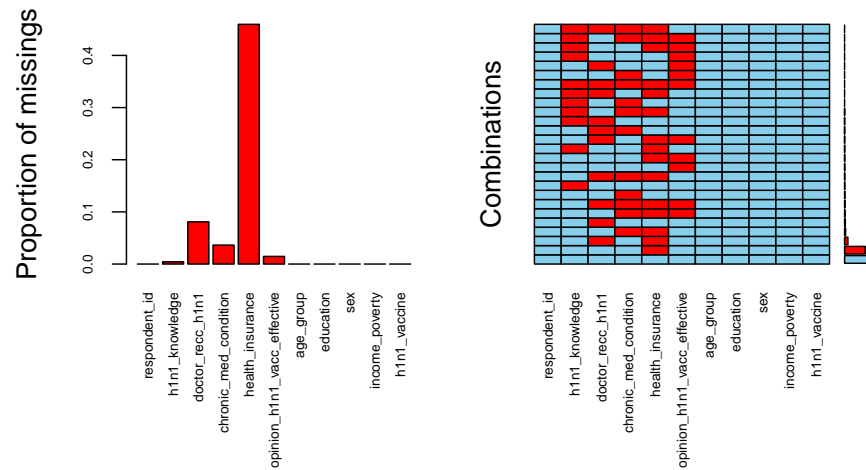 Proportion of missings
0.4
0.3
0.2
0.1
0.0
respondent_id
h1n1_knowledge
doctor_recc_h1n1
chronic_med_condition
health_insurance
opinion_h1n1_vacc_effective
age_group
education
sex
income_poverty
h1n1_vaccine
Combinations
respondent_id
h1n1_knowledge
doctor_recc_h1n1
chronic_med_condition
health_insurance
opinion_h1n1_vacc_effective
age_group
education
sex
income_poverty
h1n1_vaccine